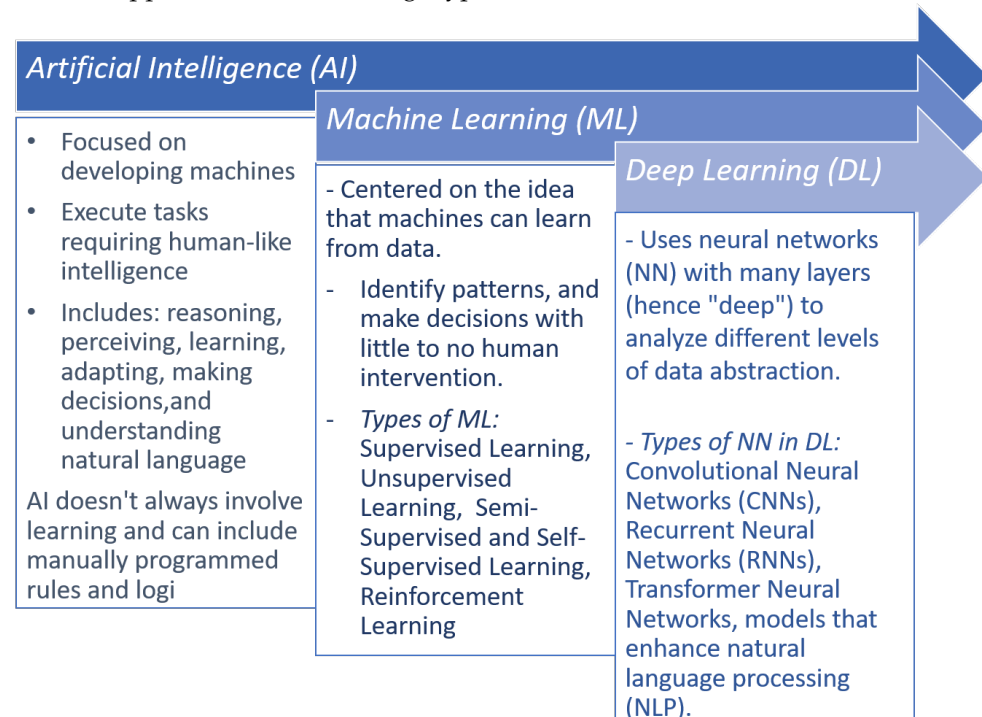 Artificial Intelligence (AI)
• Focused on
developing machines
• Execute tasks
requiring human-like
intelligence
• Includes: reasoning,
perceiving, learning,
adapting, making
decisions,and
understanding
natural language
AI doesn't always involve
learning and can include
manually programmed
rules and logi
Machine Learning (ML)
- Centered on the idea
that machines can learn
from data.
- Identify patterns, and
make decisions with
little to no human
intervention.
- Types of ML:
Supervised Learning,
Unsupervised
Learning, Semi-
Supervised and Self-
Supervised Learning,
Reinforcement
Learning
Deep Learning (DL)
- Uses neural networks
(NN) with many layers
(hence "deep") to
analyze different levels
of data abstraction.
- Types of NN in DL:
Convolutional Neural
Networks (CNNs),
Recurrent Neural
Networks (RNNs),
Transformer Neural
Networks, models that
enhance natural
language processing
(NLP).